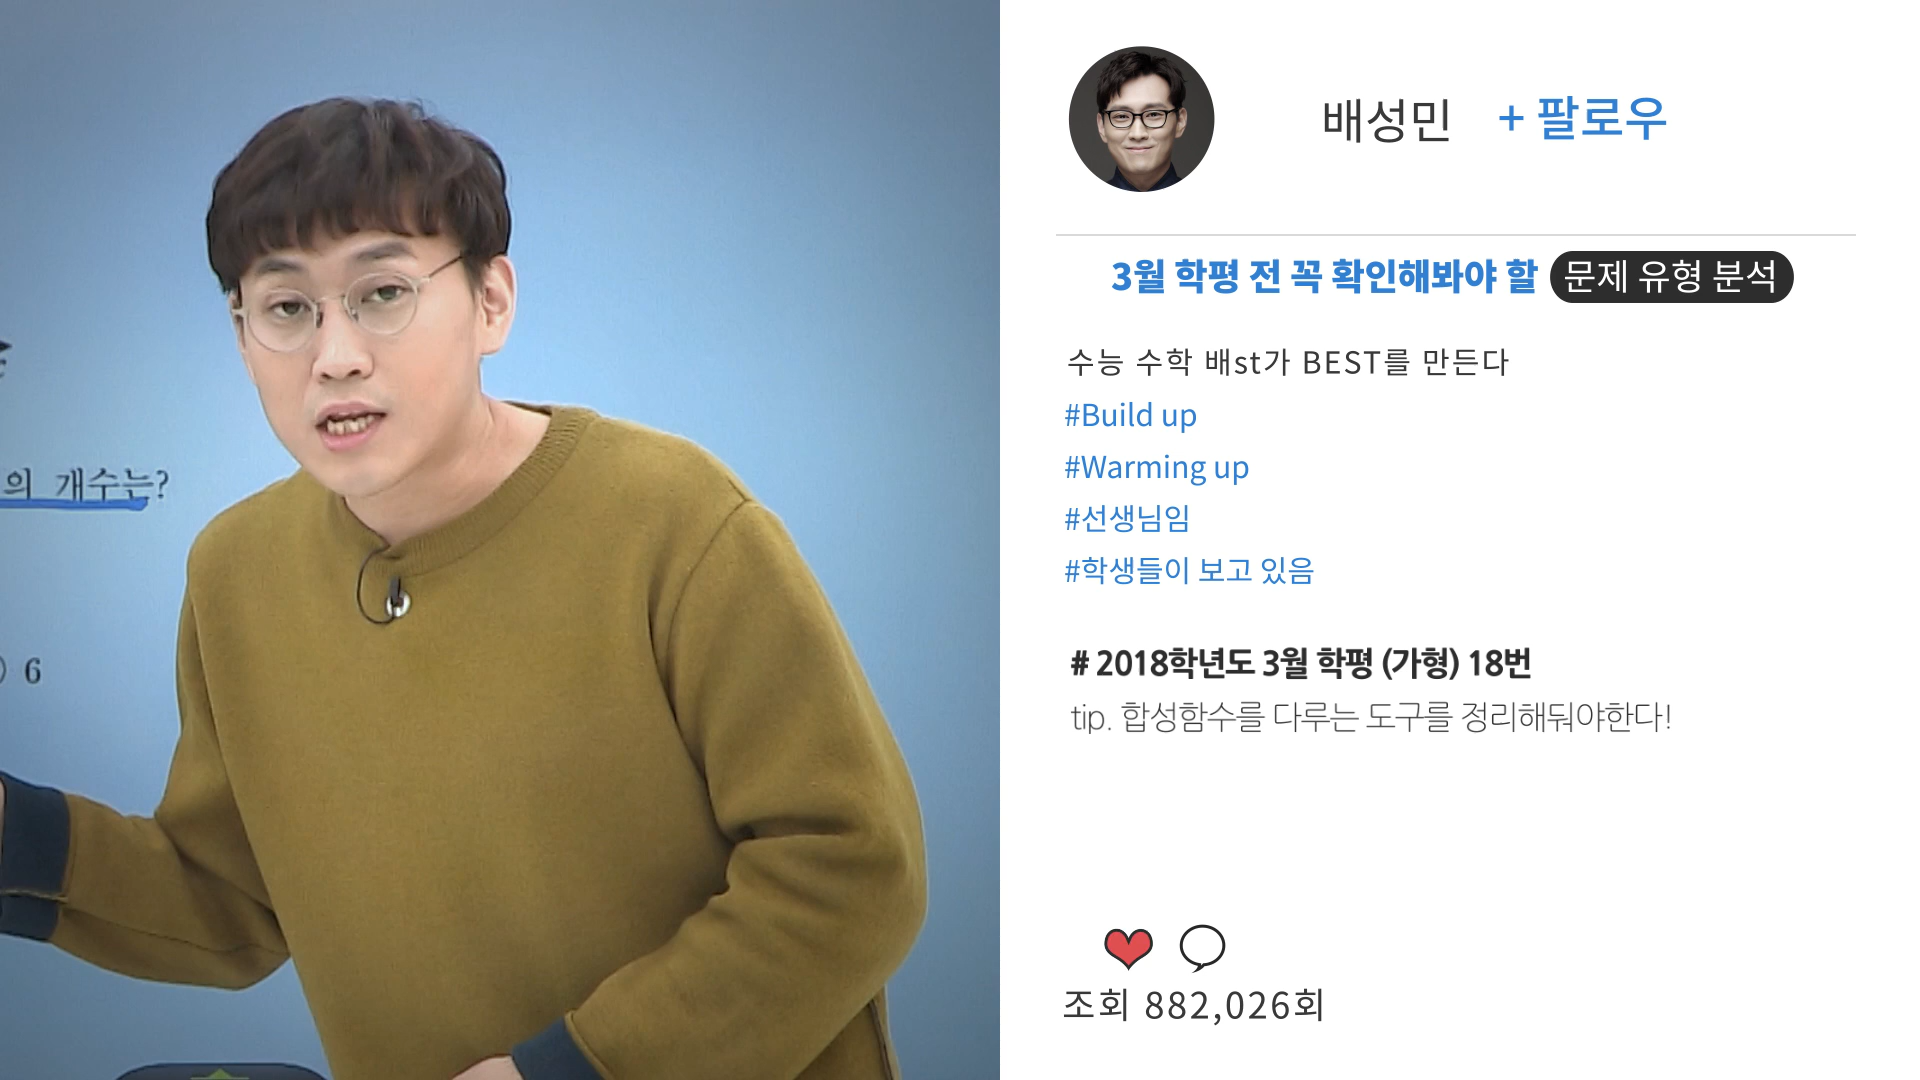 의 개수는?
6
배성민 + 팔로우
3월 학평 전 꼭 확인해봐야 할 문제 유형 분석
수능 수학 배st가 BEST를 만든다
#Build up
#Warming up
#선생님임
#학생들이 보고 있음
# 2018학년도 3월 학평 (가형) 18번
tip. 합성함수를 다루는 도구를 정리해둬야한다!
조회 882,026회